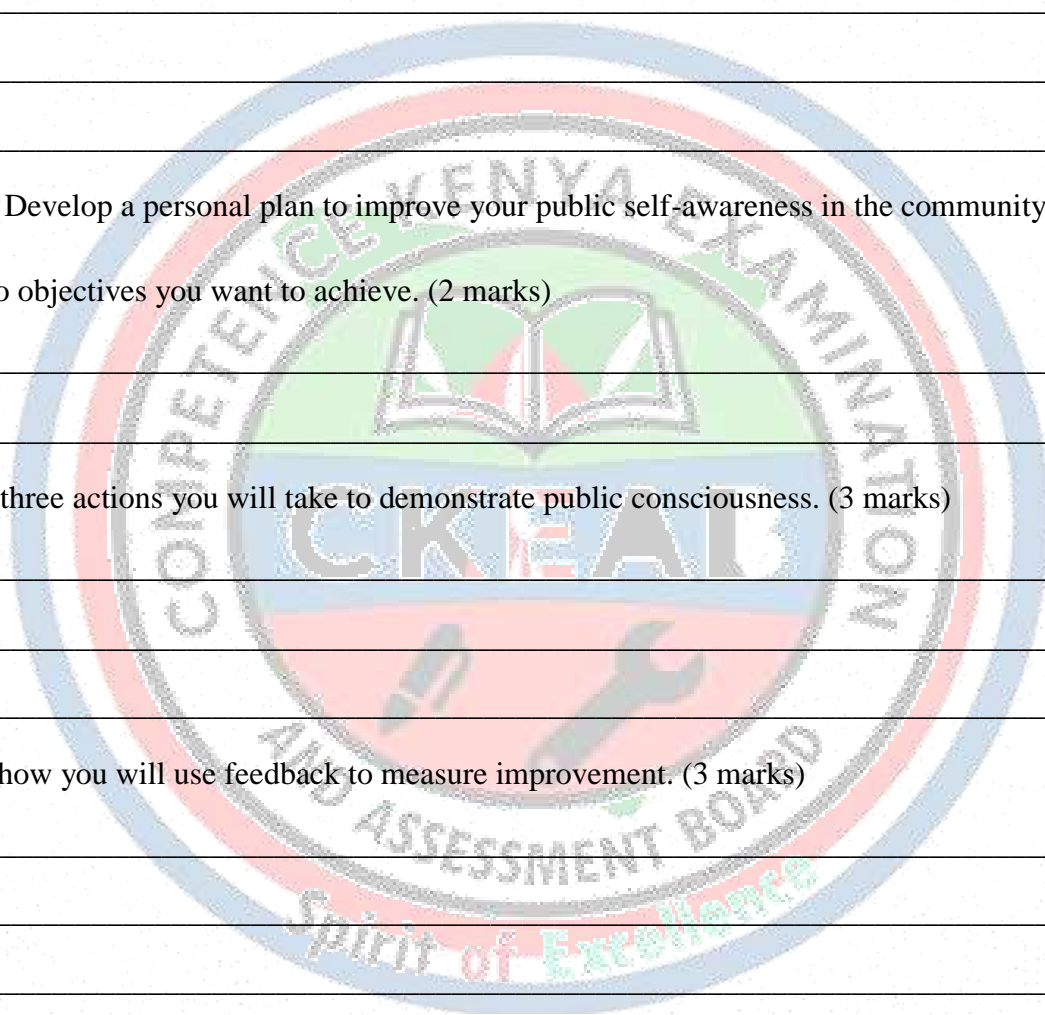 Develop a personal plan to improve your public self-awareness in the community
o objectives you want to achieve. (2 marks)
three actions you will take to demonstrate public consciousness. (3 marks)
how you will use feedback to measure improvement. (3 marks)
COMPETENCE KENYA EXAMINATION
CKEAB
AND ASSESSMENT BOARD
Spirit of Excellence